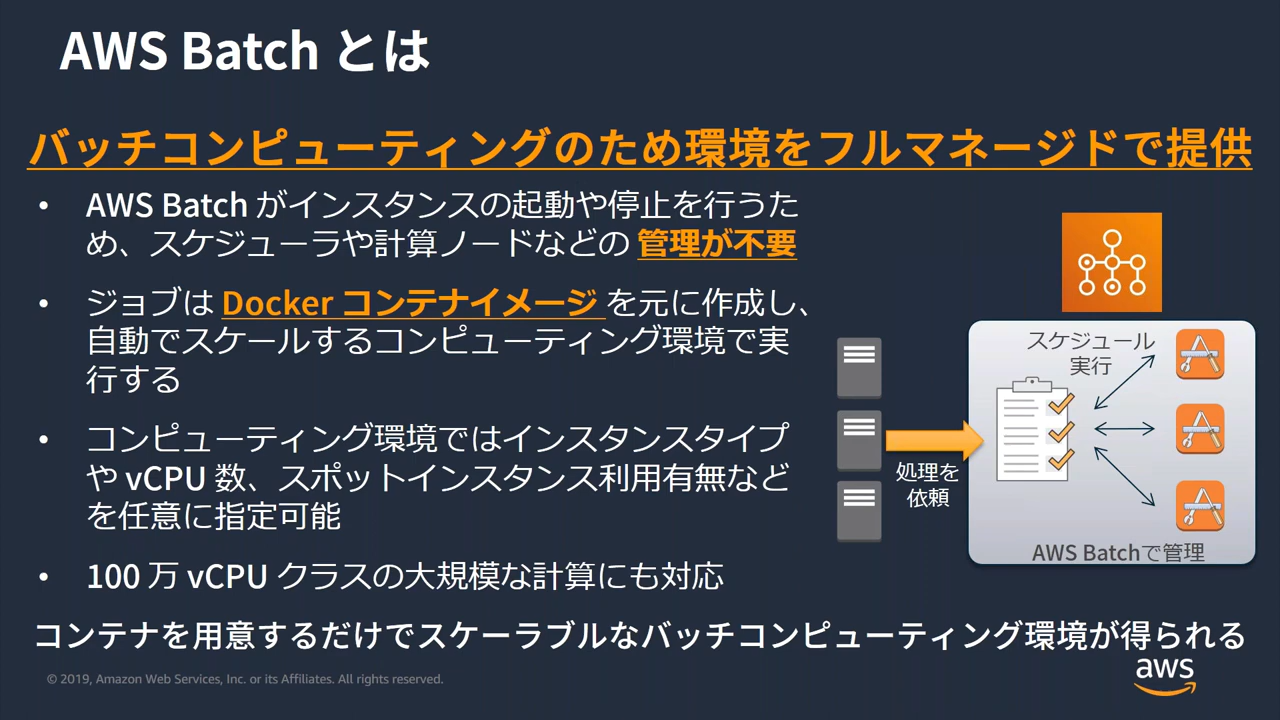 AWS Batch とは
バッチコンピューティングのため環境をフルマネージドで提供
• AWS Batch がインスタンスの起動や停止を行うた
め、スケジューラや計算ノードなどの 管理が不要
• ジョブは Docker コンテナイメージ を元に作成し、
自動でスケールするコンピューティング環境で実
行する
• コンピューティング環境ではインスタンスタイプ
や vCPU 数、スポットインスタンス利用有無など
を任意に指定可能
• 100 万 vCPU クラスの大規模な計算にも対応
処理を
依頼
スケジュール
実行
AWS Batchで管理
コンテナを用意するだけでスケーラブルなバッチコンピューティング環境が得られる
© 2019, Amazon Web Services, Inc. or its Affiliates. All rights reserved.
aws